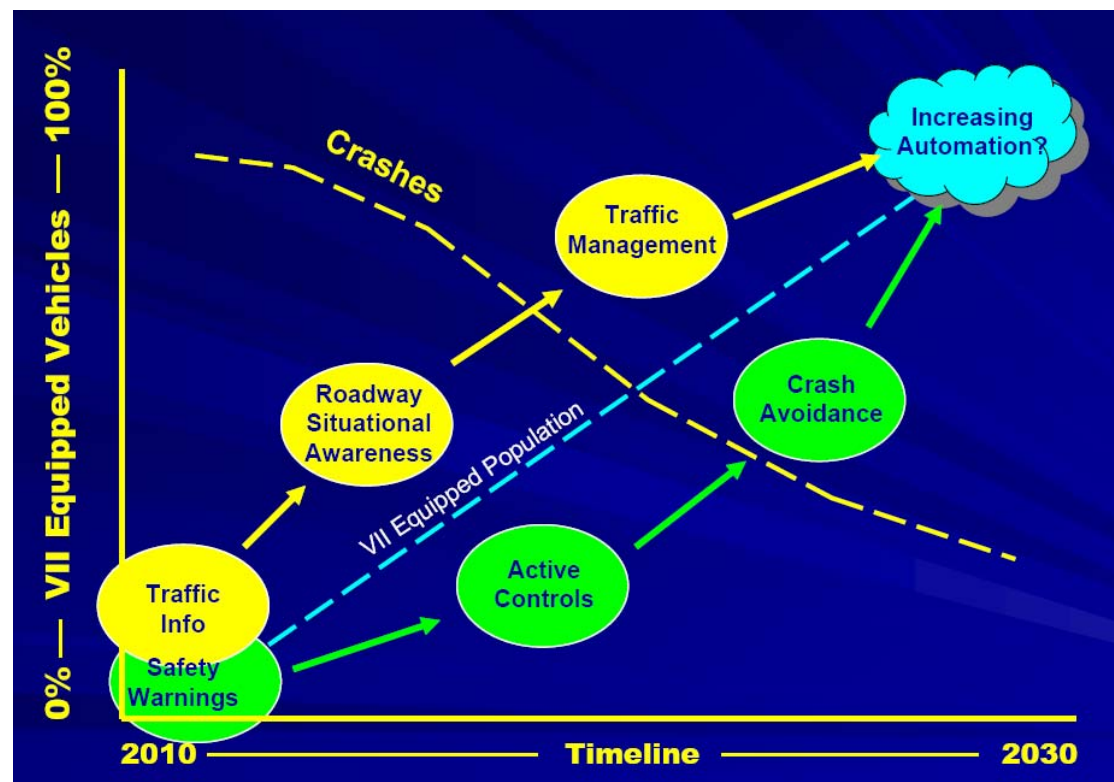 0% — VII Equipped Vehicles — 100%
Crashes
Increasing
Automation?
Traffic
Management
Roadway
Situational
Awareness
Crash
Avoidance
VII Equipped Population
Traffic
Info
Active
Controls
Safety
Warnings
2010 — Timeline — 2030